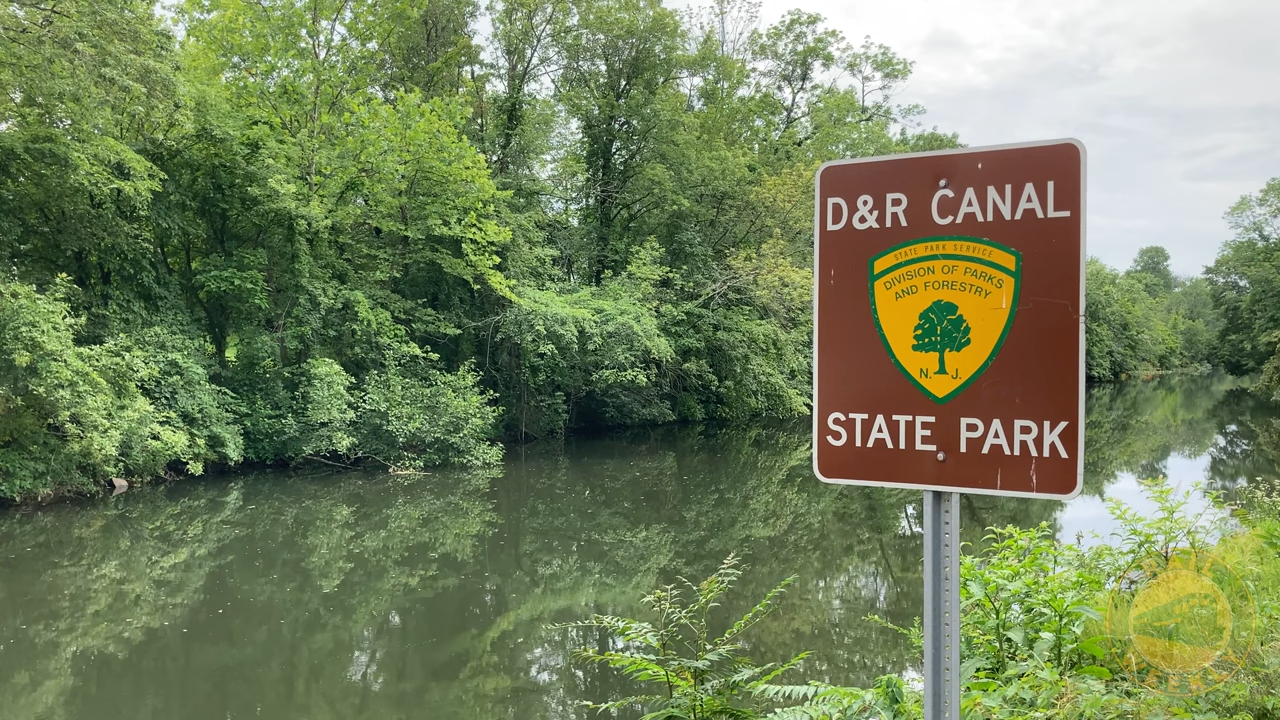 D&R CANAL
STATE PARK SERVICE
DIVISION OF PARKS
AND FORESTRY
N. J.
STATE PARK